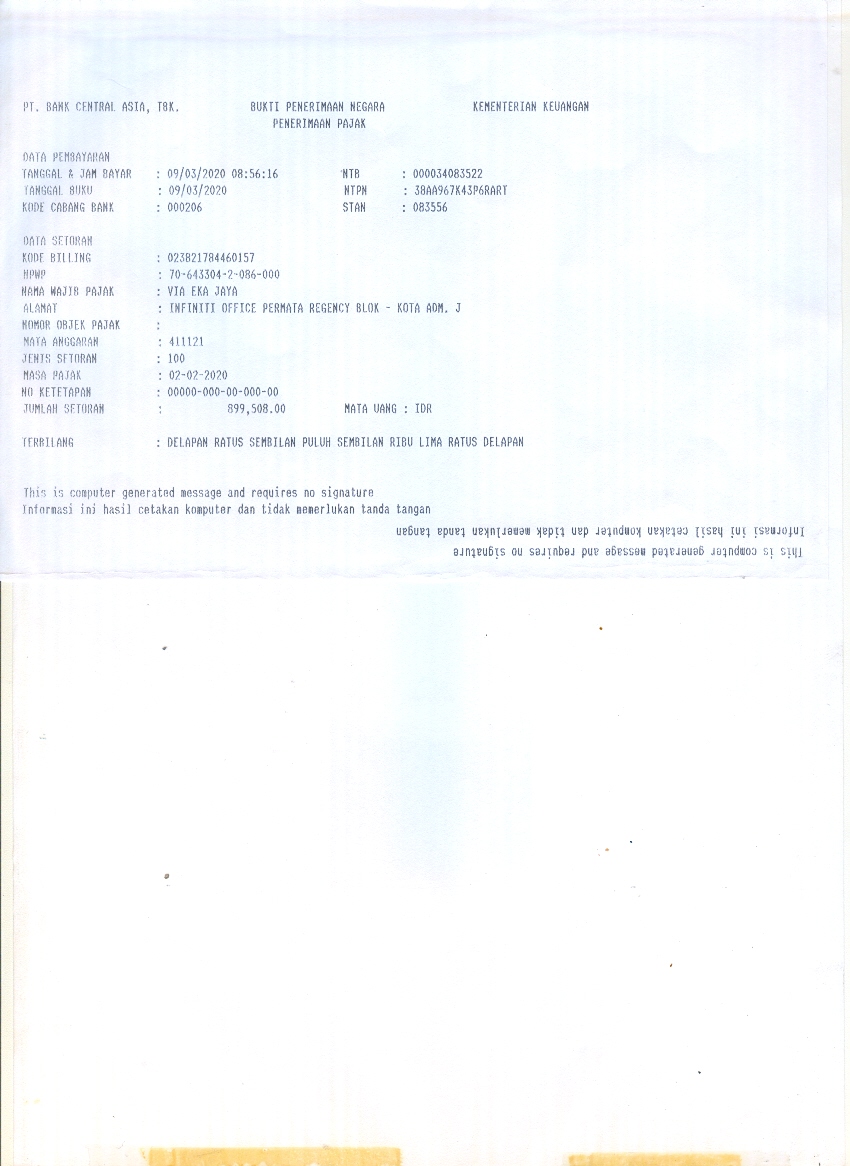 PT. BANK CENTRAL ASIA, TBK. BUKTI PENERIMAAN NEGARA KEMENTERIAN KEUANGAN
PENERIMAAN PAJAK
DATA PEMBAYARAN
TANGGAL & JAM BAYAR : 09/03/2020 08:56:16 NTB : 000034083522
TANGGAL BUKU : 09/03/2020 NTPN : 38AA967K43P6RART
KODE CABANG BANK : 000206 STAN : 083556
DATA SETORAN
KODE BILLING : 023821784460157
NPWP : 70-643304-2-086-000
NAMA WAJIB PAJAK : VIA EKA JAYA
ALAMAT : INFINITI OFFICE PERMATA REGENCY BLOK - KOTA ADM. J
NOMOR OBJEK PAJAK :
MATA ANGGARAN : 411121
JENIS SETORAN : 100
MASA PAJAK : 02-02-2020
NO KETETAPAN : 00000-000-00-000-00
JUMLAH SETORAN : 899,508.00 MATA UANG : IDR
TERBILANG : DELAPAN RATUS SEMBILAN PULUH SEMBILAN RIBU LIMA RATUS DELAPAN
This is computer generated message and requires no signature
Informasi ini hasil cetakan komputer dan tidak memerlukan tanda tangan
Informasi ini hasil cetakan komputer dan tidak memerlukan tanda tangan
This is computer generated message and requires no signature